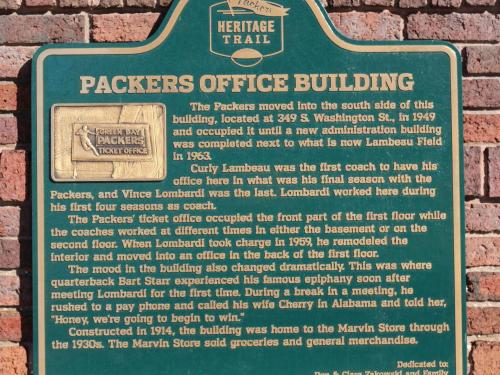 Packers
HERITAGE
TRAIL
PACKERS OFFICE BUILDING
GREEN BAY
PACKERS
TICKET OFFICE
The Packers moved into the south side of this
building, located at 349 S. Washington St., in 1949
and occupied it until a new administration building
was completed next to what is now Lambeau Field
in 1963.
Curly Lambeau was the first coach to have his
office here in what was his final season with the
Packers, and Vince Lombardi was the last. Lombardi worked here during
his first four seasons as coach.
The Packers' ticket office occupied the front part of the first floor while
the coaches worked at different times in either the basement or on the
second floor. When Lombardi took charge in 1959, he remodeled the
interior and moved into an office in the back of the first floor.
The mood in the building also changed dramatically. This was where
quarterback Bart Starr experienced his famous epiphany soon after
meeting Lombardi for the first time. During a break in a meeting, he
rushed to a pay phone and called his wife Cherry in Alabama and told her,
"Honey, we're going to begin to win."
Constructed in 1914, the building was home to the Marvin Store through
the 1930s. The Marvin Store sold groceries and general merchandise.
Dedicated to:
Zakowski and Family